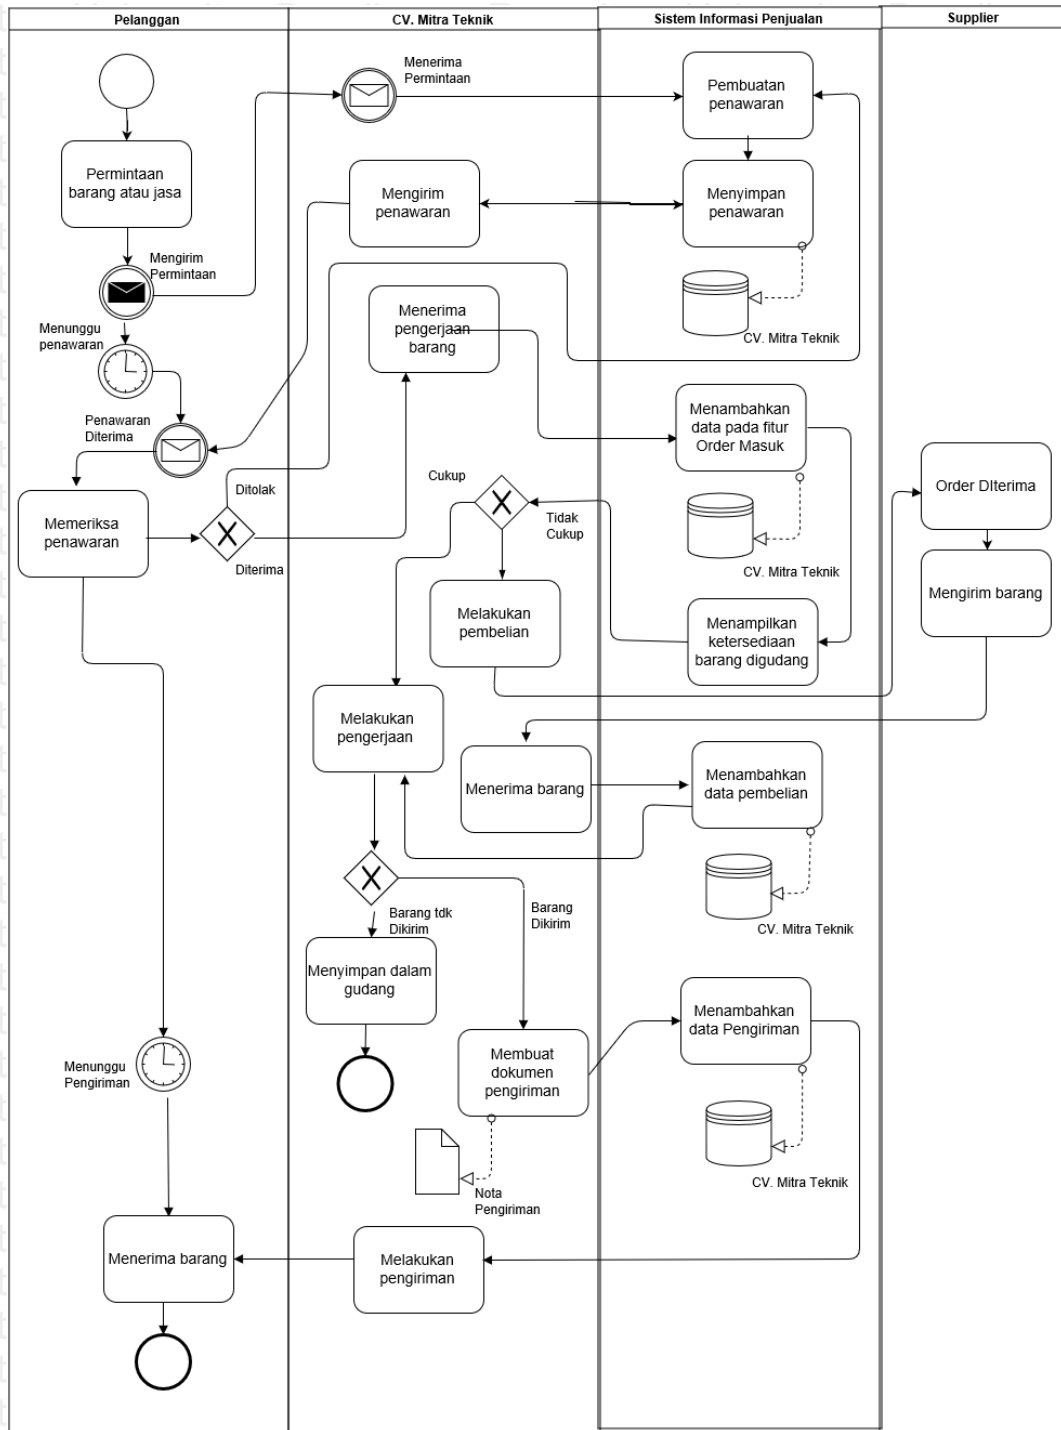 Pelanggan
CV. Mitra Teknik
Sistem Informasi Penjualan
Supplier
Menerima
Permintaan
Pembuatan
penawaran
Permintaan
barang atau jasa
Mengirim
penawaran
Menyimpan
penawaran
Mengirim
Permintaan
CV. Mitra Teknik
Menunggu
penawaran
Menerima
pengerjaan
barang
Penawaran
Diterima
Menambahkan
data pada fitur
Order Masuk
Cukup
Ditolak
Order DIterima
Memeriksa
penawaran
Tidak
Cukup
Diterima
CV. Mitra Teknik
Mengirim barang
Melakukan
pembelian
Menampilkan
ketersediaan
barang digudang
Melakukan
pengerjaan
Menerima barang
Menambahkan
data pembelian
Barang tdk
Dikirim
Barang
Dikirim
CV. Mitra Teknik
Menyimpan dalam
gudang
Menambahkan
data Pengiriman
Menunggu
Pengiriman
Membuat
dokumen
pengiriman
Nota
Pengiriman
CV. Mitra Teknik
Menerima barang
Melakukan
pengiriman